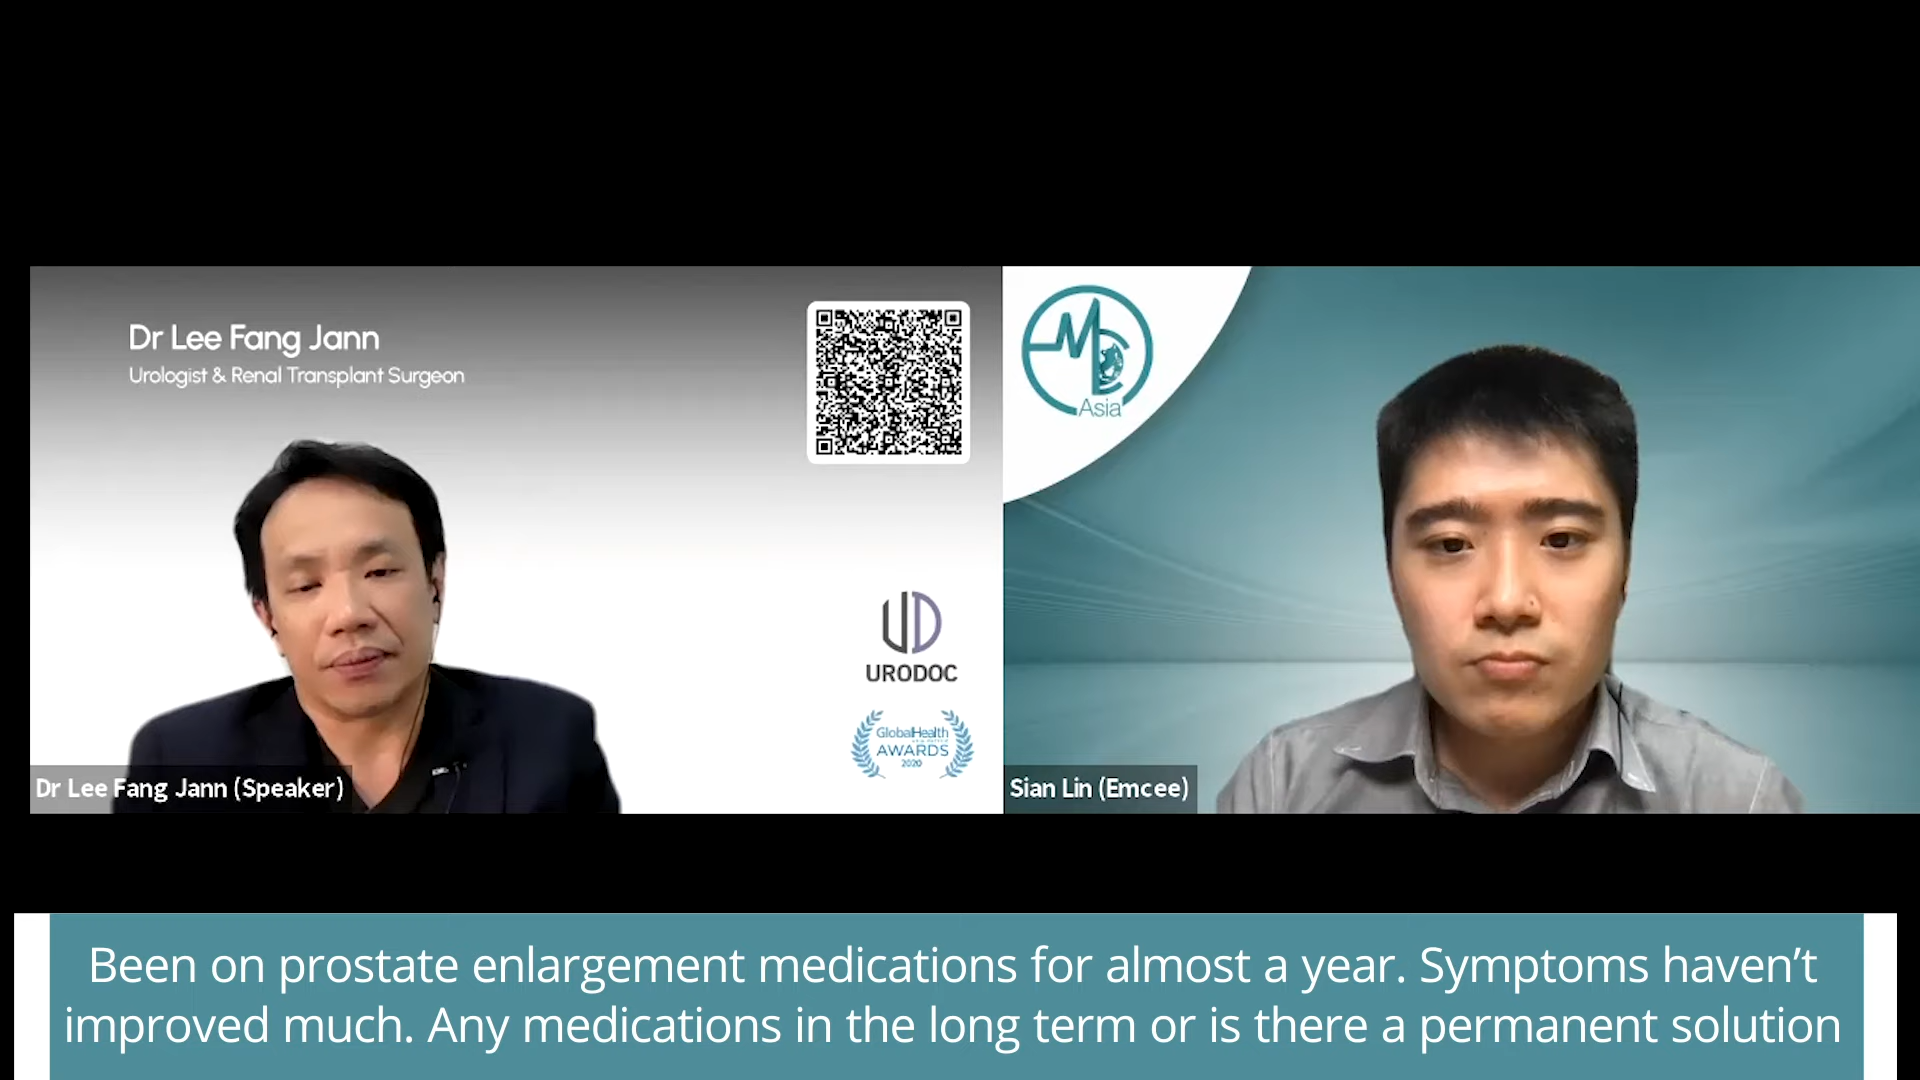 Dr Lee Fang Jann
Urologist & Renal Transplant Surgeon
URODOC
GlobalHealth
AWARDS
2020
Dr Lee Fang Jann (Speaker)
Asia
Sian Lin (Emcee)
Been on prostate enlargement medications for almost a year. Symptoms haven’t
improved much. Any medications in the long term or is there a permanent solution